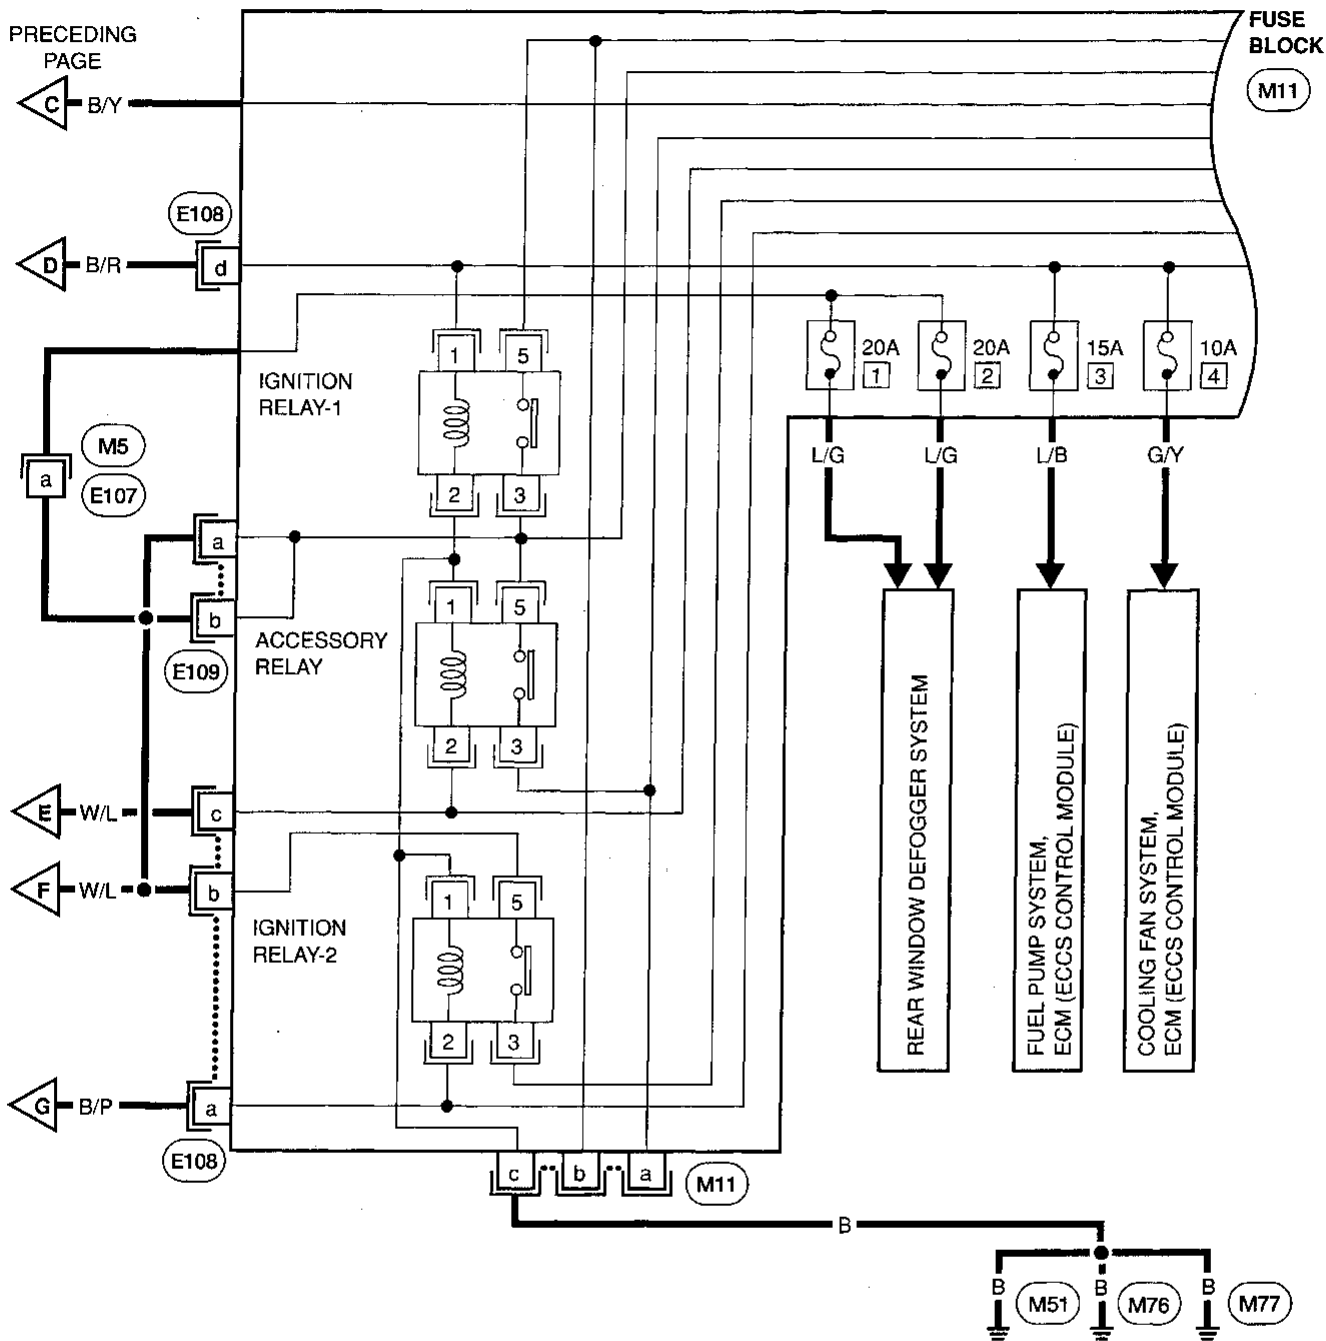 PRECEDING
PAGE
FUSE
BLOCK
M11
C B/Y
E108
D B/R
d
1 5
20A
1
20A
2
15A
3
10A
4
IGNITION
RELAY-1
M5
a
E107
2 3
L/G L/G L/B G/Y
a
1 5
b
ACCESSORY
RELAY
E109
2 3
E W/L
c
F W/L
b
1 5
IGNITION
RELAY-2
2 3
REAR WINDOW DEFOGGER SYSTEM
FUEL PUMP SYSTEM,
ECM (ECCS CONTROL MODULE)
COOLING FAN SYSTEM,
ECM (ECCS CONTROL MODULE)
G B/P
a
E108
c b a
M11
B
B M51 B M76 B M77